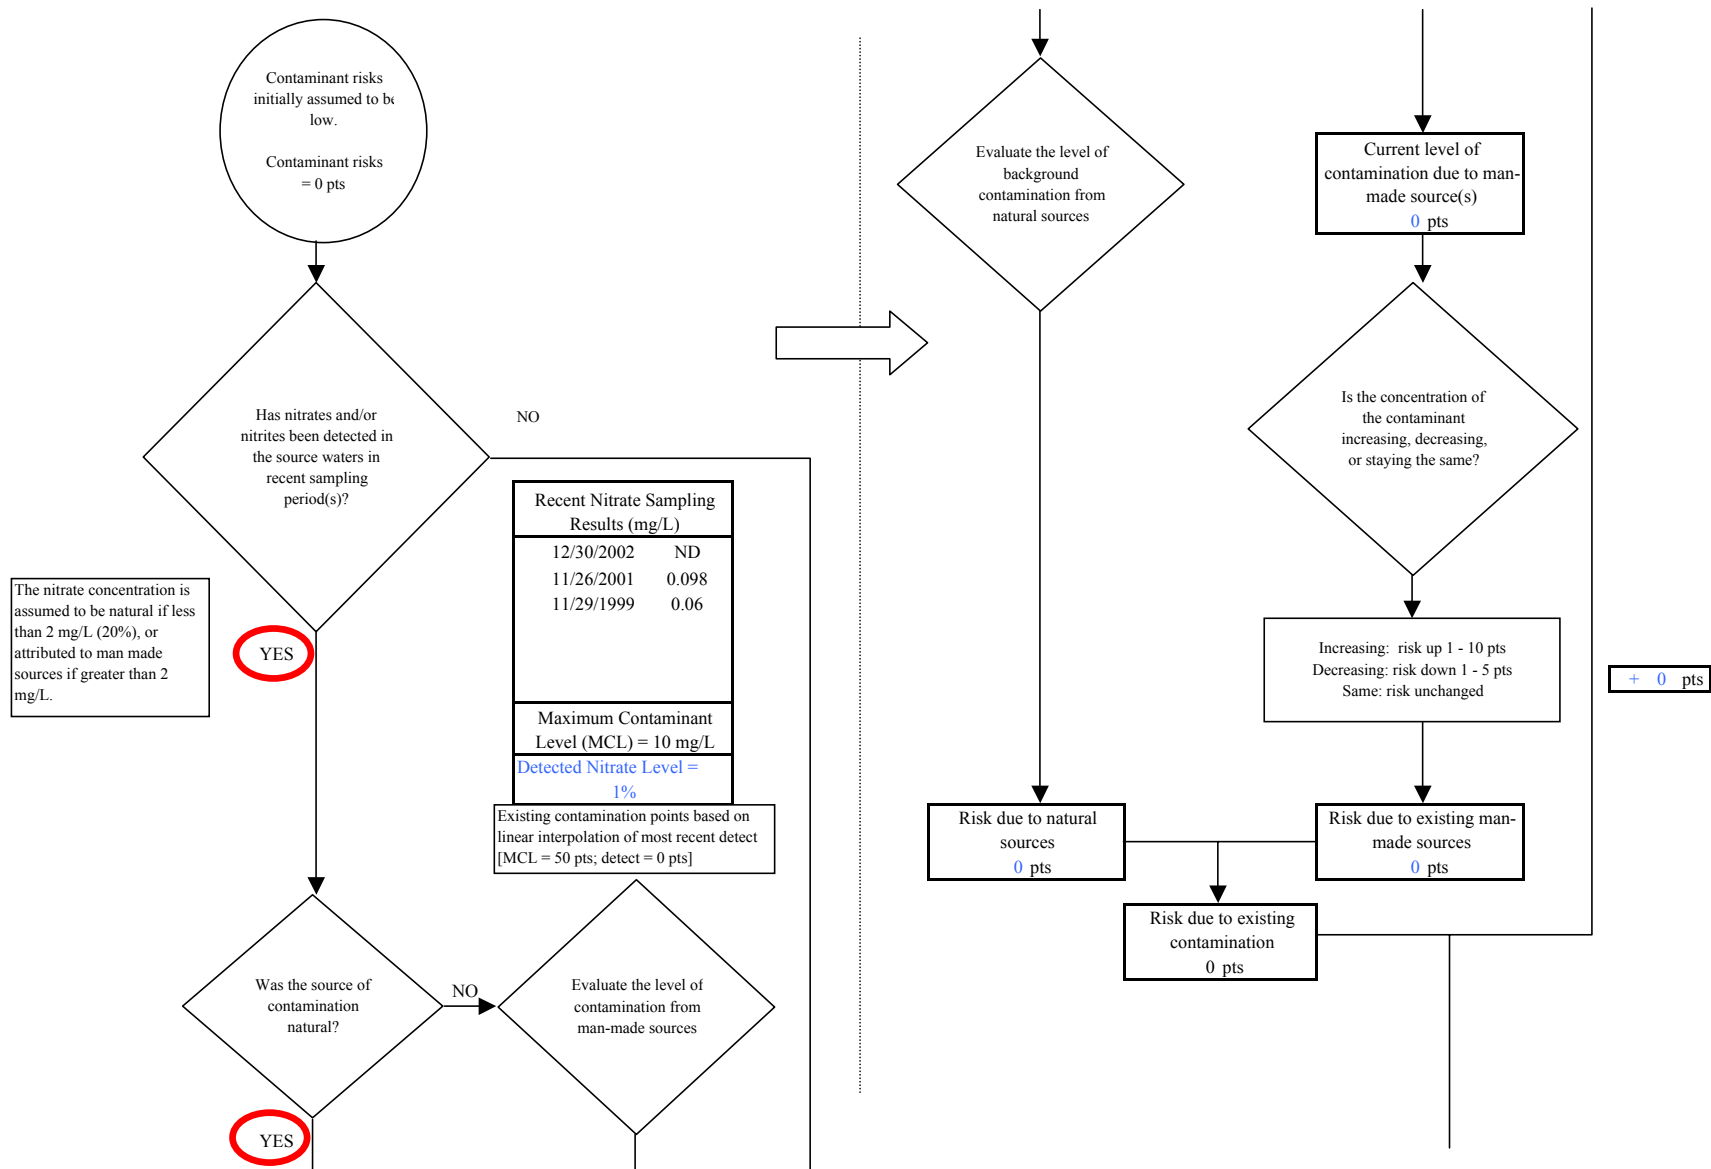 Contaminant risks
initially assumed to be
low.
Contaminant risks
= 0 pts
Has nitrates and/or
nitrites been detected in
the source waters in
recent sampling
period(s)?
NO
The nitrate concentration is
assumed to be natural if less
than 2 mg/L (20%), or
attributed to man made
sources if greater than 2
mg/L.
YES
Recent Nitrate Sampling
Results (mg/L)
12/30/2002 ND
11/26/2001 0.098
11/29/1999 0.06
Maximum Contaminant
Level (MCL) = 10 mg/L
Detected Nitrate Level =
1%
Existing contamination points based on
linear interpolation of most recent detect
[MCL = 50 pts; detect = 0 pts]
Was the source of
contamination
natural?
NO
Evaluate the level of
contamination from
man-made sources
YES
Evaluate the level of
background
contamination from
natural sources
Current level of
contamination due to man-
made source(s)
0 pts
Is the concentration of
the contaminant
increasing, decreasing,
or staying the same?
Increasing: risk up 1 - 10 pts
Decreasing: risk down 1 - 5 pts
Same: risk unchanged
+ 0 pts
Risk due to natural
sources
0 pts
Risk due to existing man-
made sources
0 pts
Risk due to existing
contamination
0 pts